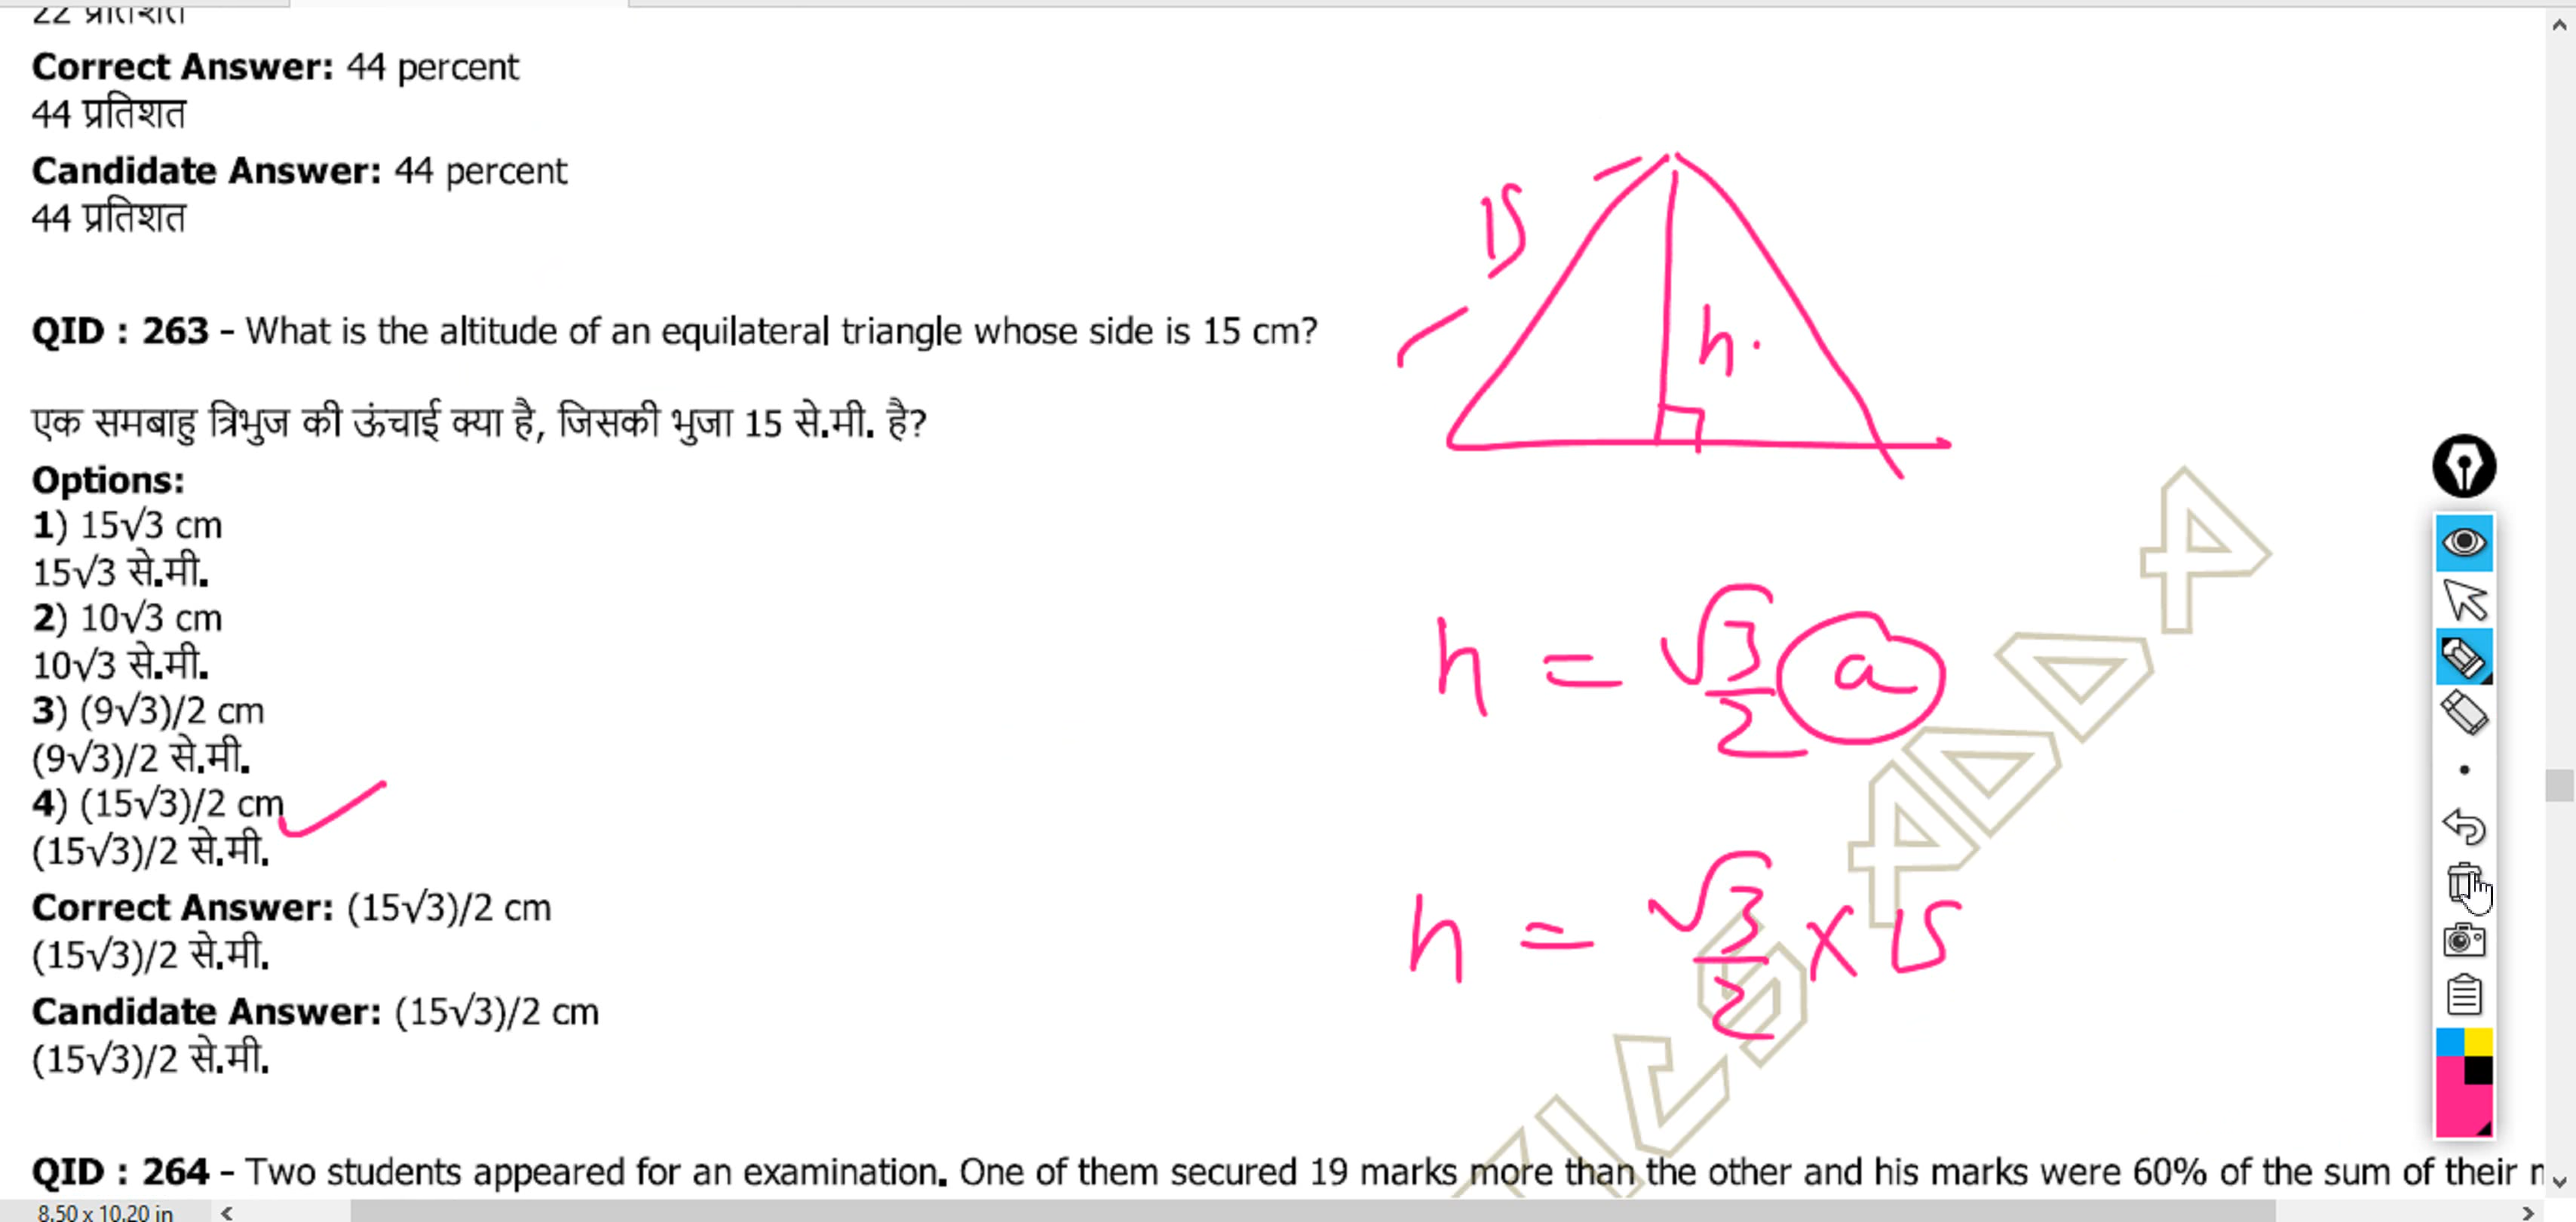 22 प्रतिशत
Correct Answer: 44 percent
44 प्रतिशत
Candidate Answer: 44 percent
44 प्रतिशत
QID : 263 - What is the altitude of an equilateral triangle whose side is 15 cm?
एक समबाहु त्रिभुज की ऊंचाई क्या है, जिसकी भुजा 15 से.मी. है?
Options:
1) 15√3 cm
15√3 से.मी.
2) 10√3 cm
10√3 से.मी.
3) (9√3)/2 cm
(9√3)/2 से.मी.
4) (15√3)/2 cm
(15√3)/2 से.मी.
Correct Answer: (15√3)/2 cm
(15√3)/2 से.मी.
Candidate Answer: (15√3)/2 cm
(15√3)/2 से.मी.
15
h.
h = √3/2 a
h = √3/2 × 15
QID : 264 - Two students appeared for an examination. One of them secured 19 marks more than the other and his marks were 60% of the sum of their
8.50 x 10.20 in